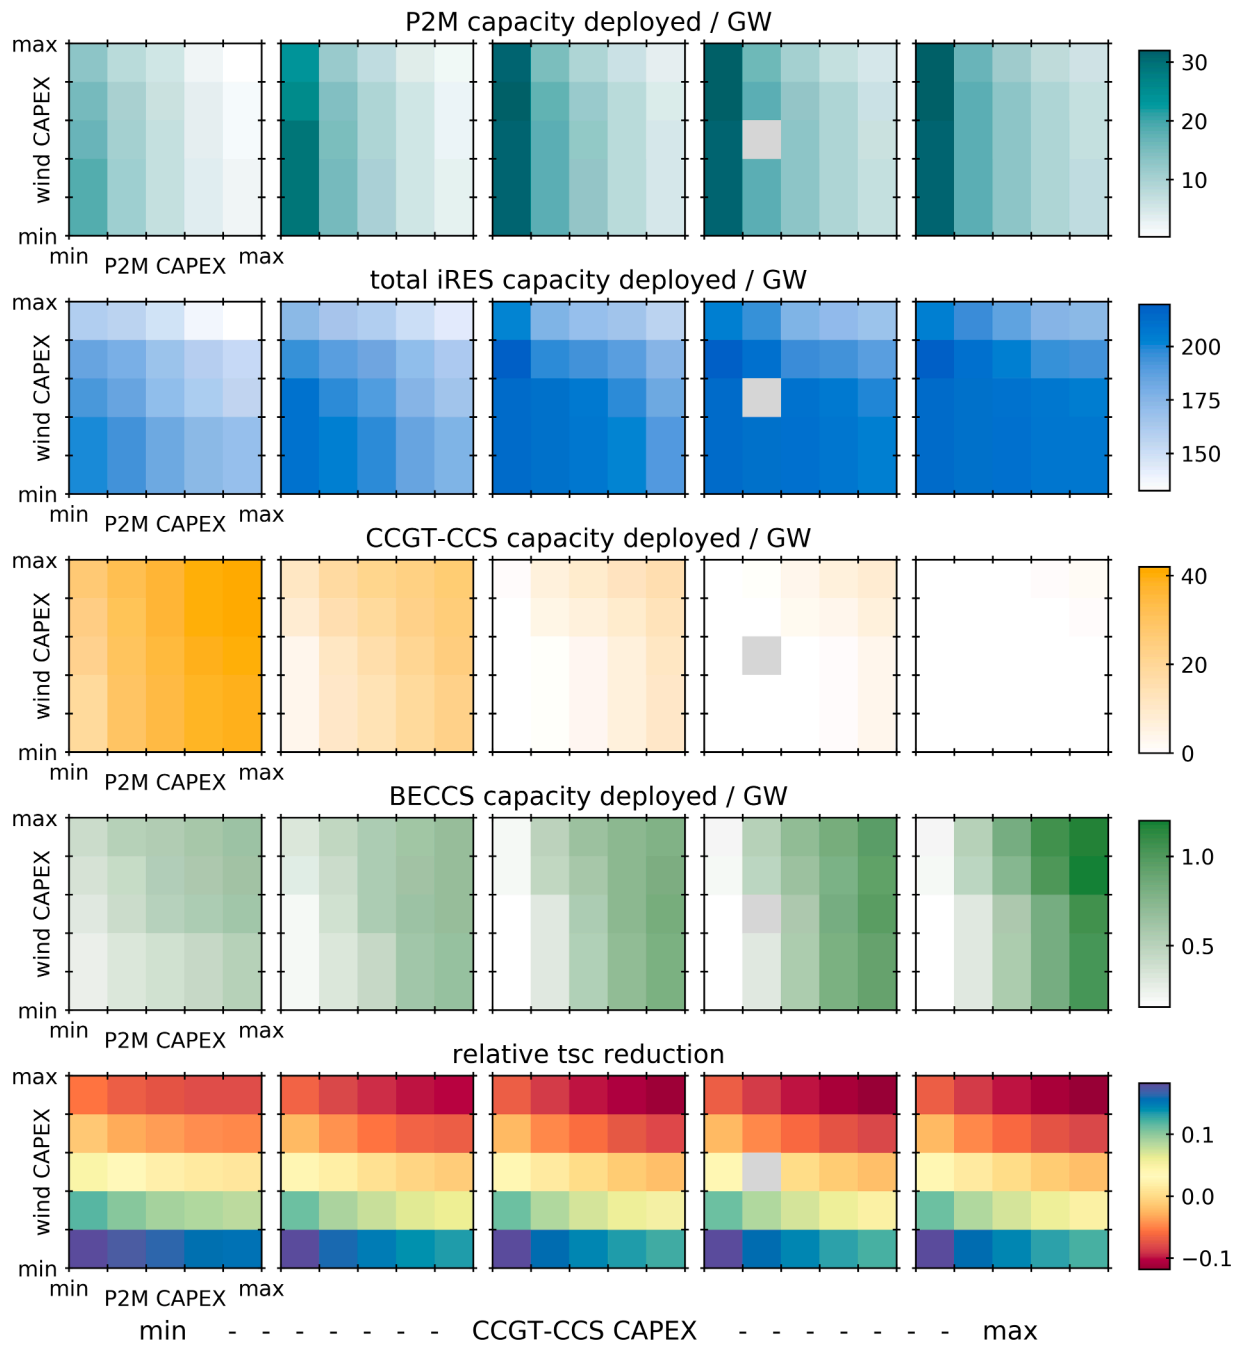 P2M capacity deployed / GW
max
wind CAPEX
min
min P2M CAPEX max
30
20
10
total iRES capacity deployed / GW
max
wind CAPEX
min
min P2M CAPEX max
200
175
150
CCGT-CCS capacity deployed / GW
max
wind CAPEX
min
min P2M CAPEX max
40
20
0
BECCS capacity deployed / GW
max
wind CAPEX
min
min P2M CAPEX max
1.0
0.5
relative tsc reduction
max
wind CAPEX
min
min P2M CAPEX max
0.1
0.0
−0.1
min - - - - - - - CCGT-CCS CAPEX - - - - - - - max